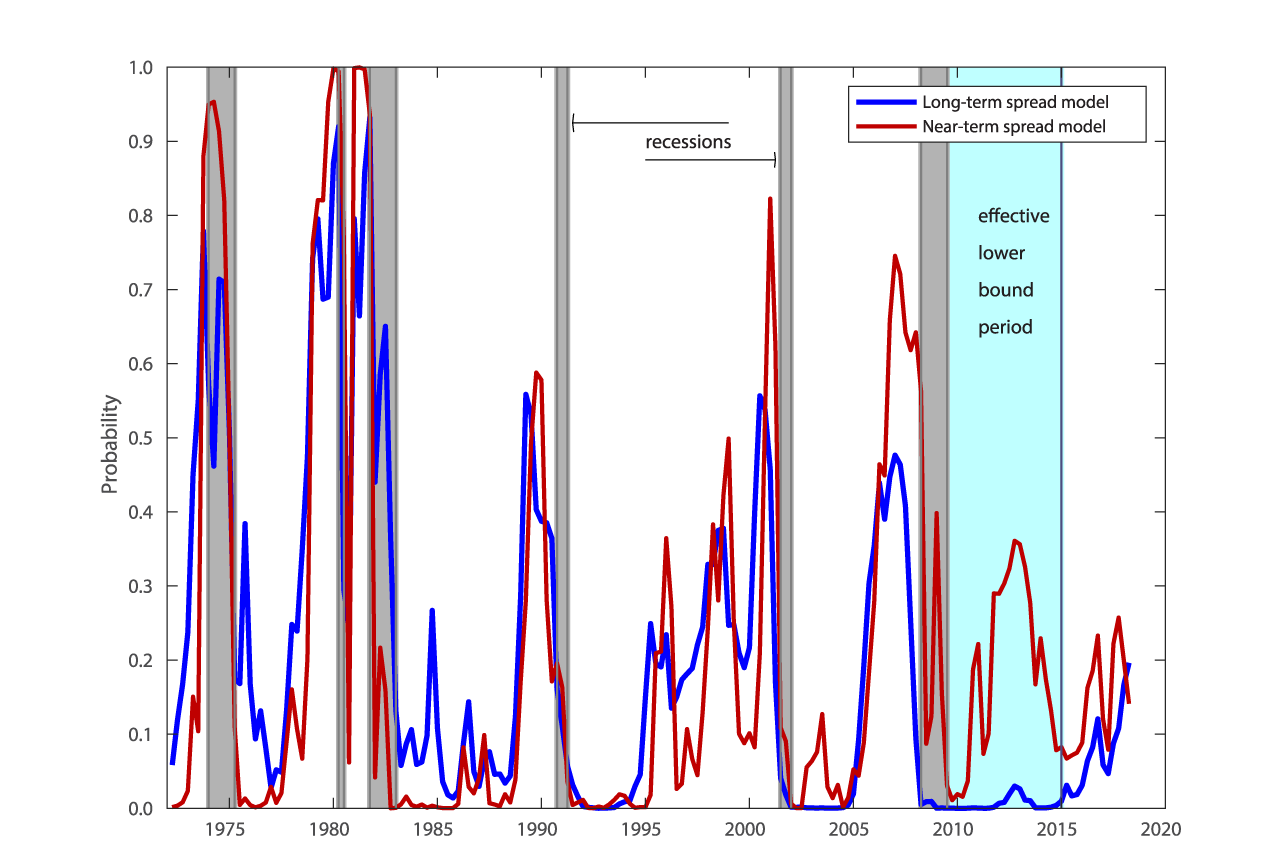 1.0
0.9
0.8
0.7
0.6
0.5
0.4
0.3
0.2
0.1
0.0
Probability
Long-term spread model
Near-term spread model
recessions
effective
lower
bound
period
1975
1980
1985
1990
1995
2000
2005
2010
2015
2020